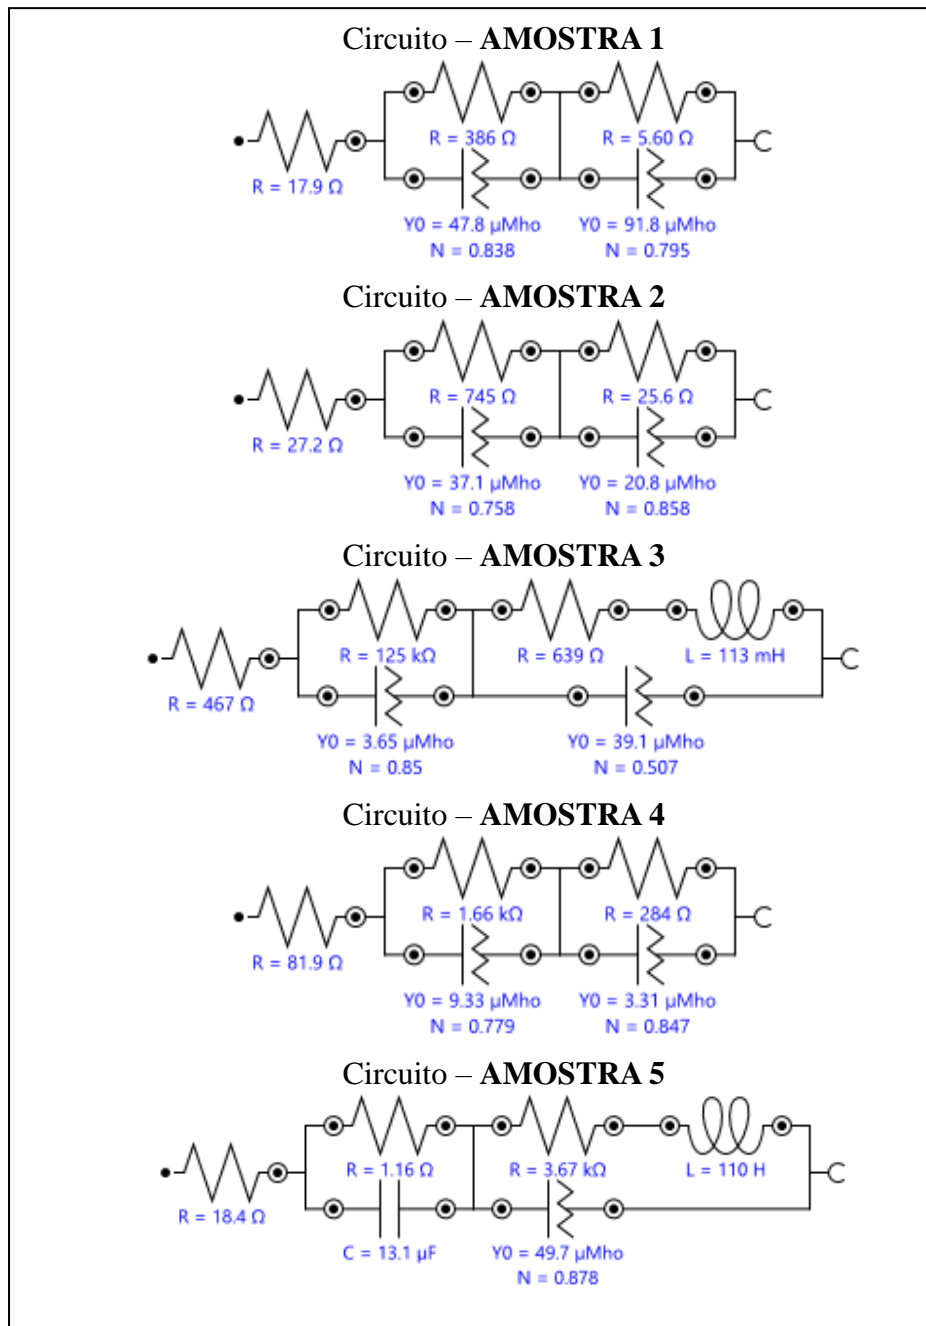 Circuito – AMOSTRA 1
R = 386 Ω R = 5.60 Ω
R = 17.9 Ω
Y0 = 47.8 µMho Y0 = 91.8 µMho
N = 0.838 N = 0.795
Circuito – AMOSTRA 2
R = 745 Ω R = 25.6 Ω
R = 27.2 Ω
Y0 = 37.1 µMho Y0 = 20.8 µMho
N = 0.758 N = 0.858
Circuito – AMOSTRA 3
R = 125 kΩ R = 639 Ω L = 113 mH
R = 467 Ω
Y0 = 3.65 µMho Y0 = 39.1 µMho
N = 0.85 N = 0.507
Circuito – AMOSTRA 4
R = 1.66 kΩ R = 284 Ω
R = 81.9 Ω
Y0 = 9.33 µMho Y0 = 3.31 µMho
N = 0.779 N = 0.847
Circuito – AMOSTRA 5
R = 1.16 Ω R = 3.67 kΩ L = 110 H
R = 18.4 Ω
C = 13.1 µF Y0 = 49.7 µMho
N = 0.878